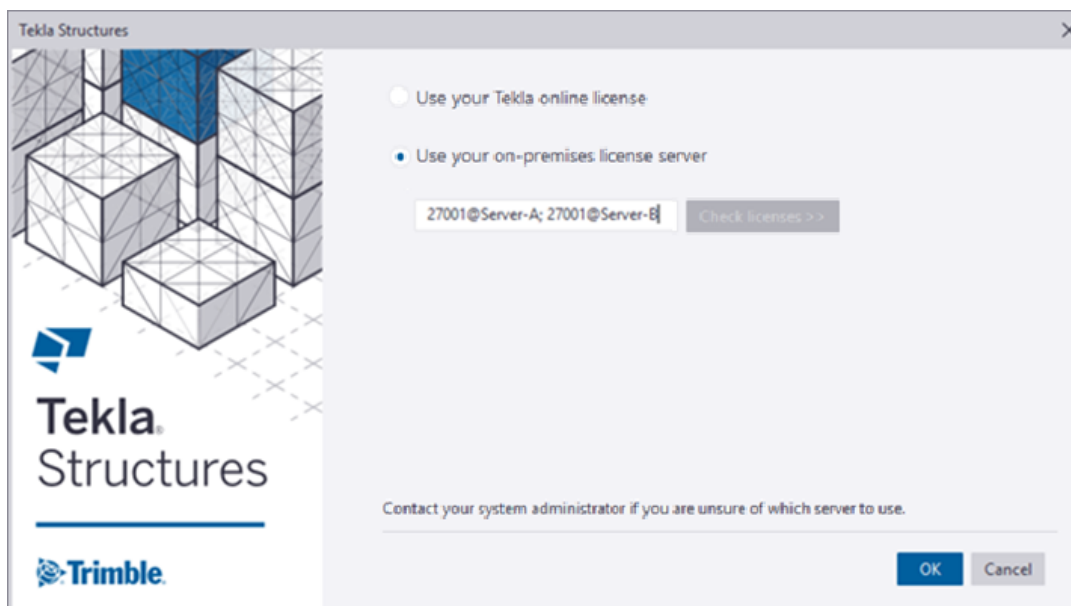 Tekla Structures
Use your Tekla online license
Use your on-premises license server
27001@Server-A; 27001@Server-B
Check licenses >>
Tekla®
Structures
Contact your system administrator if you are unsure of which server to use.
Trimble.
OK
Cancel